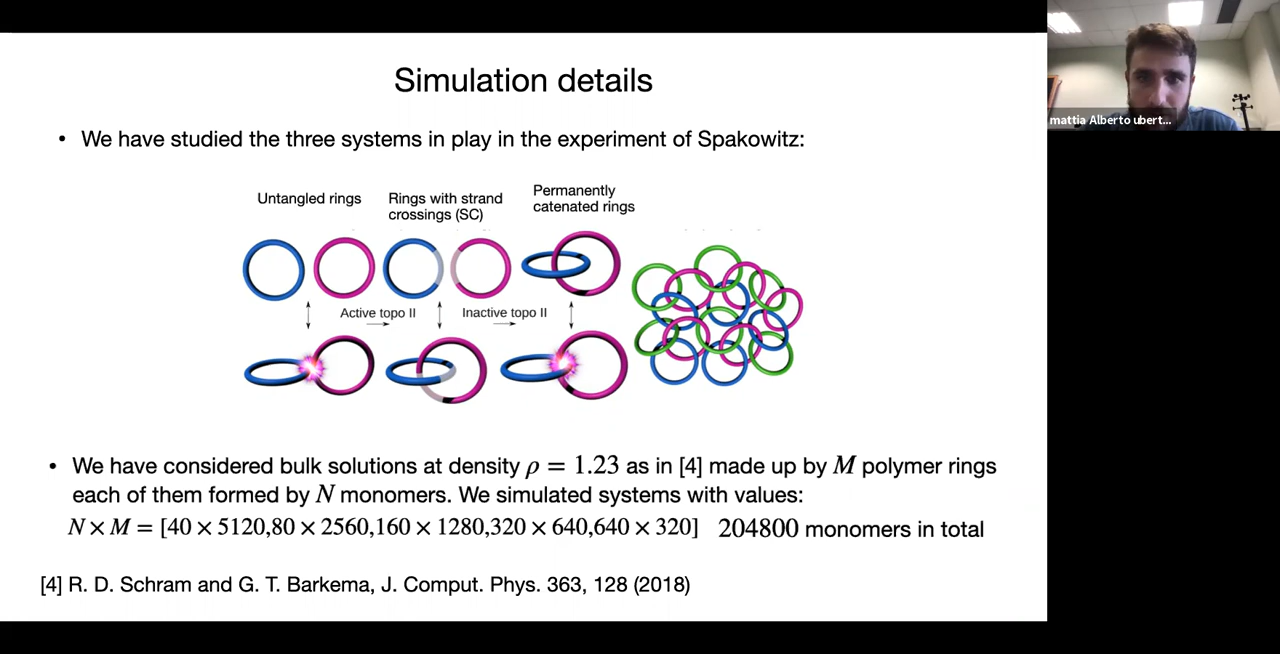 Simulation details
• We have studied the three systems in play in the experiment of Spakowitz:
Untangled rings
Rings with strand
crossings (SC)
Permanently
catenated rings
Active topo II
Inactive topo II
• We have considered bulk solutions at density ρ = 1.23 as in [4] made up by M polymer rings
each of them formed by N monomers. We simulated systems with values:
N × M = [40 × 5120,80 × 2560,160 × 1280,320 × 640,640 × 320] 204800 monomers in total
[4] R. D. Schram and G. T. Barkema, J. Comput. Phys. 363, 128 (2018)
mattia Alberto ubert...